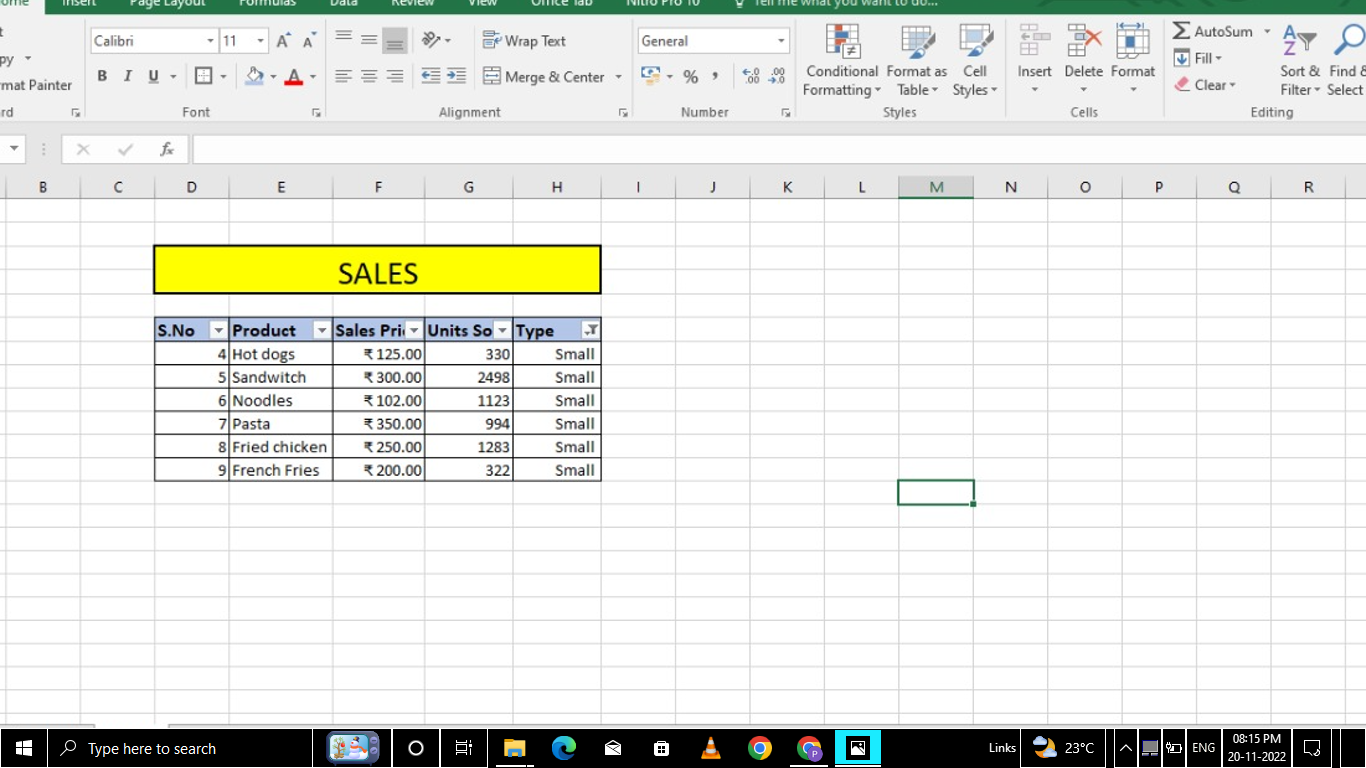 Insert Page Layout Formulas Data Review View Office Tab Nitro Pro 10 Tell me what you want to do...
Calibri 11 A A Wrap Text General AutoSum
Fill
B I U A Merge & Center % , .0 .00 Conditional Format as Cell Insert Delete Format Sort & Find &
mat Painter Formatting Table Styles Clear Filter Select
rd Font Alignment Number Styles Cells Editing
fx
B C D E F G H I J K L M N O P Q R
SALES
S.No Product Sales Pri Units So Type
4 Hot dogs ₹ 125.00 330 Small
5 Sandwitch ₹ 300.00 2498 Small
6 Noodles ₹ 102.00 1123 Small
7 Pasta ₹ 350.00 994 Small
8 Fried chicken ₹ 250.00 1283 Small
9 French Fries ₹ 200.00 322 Small
Type here to search Links 23°C ENG 08:15 PM
20-11-2022